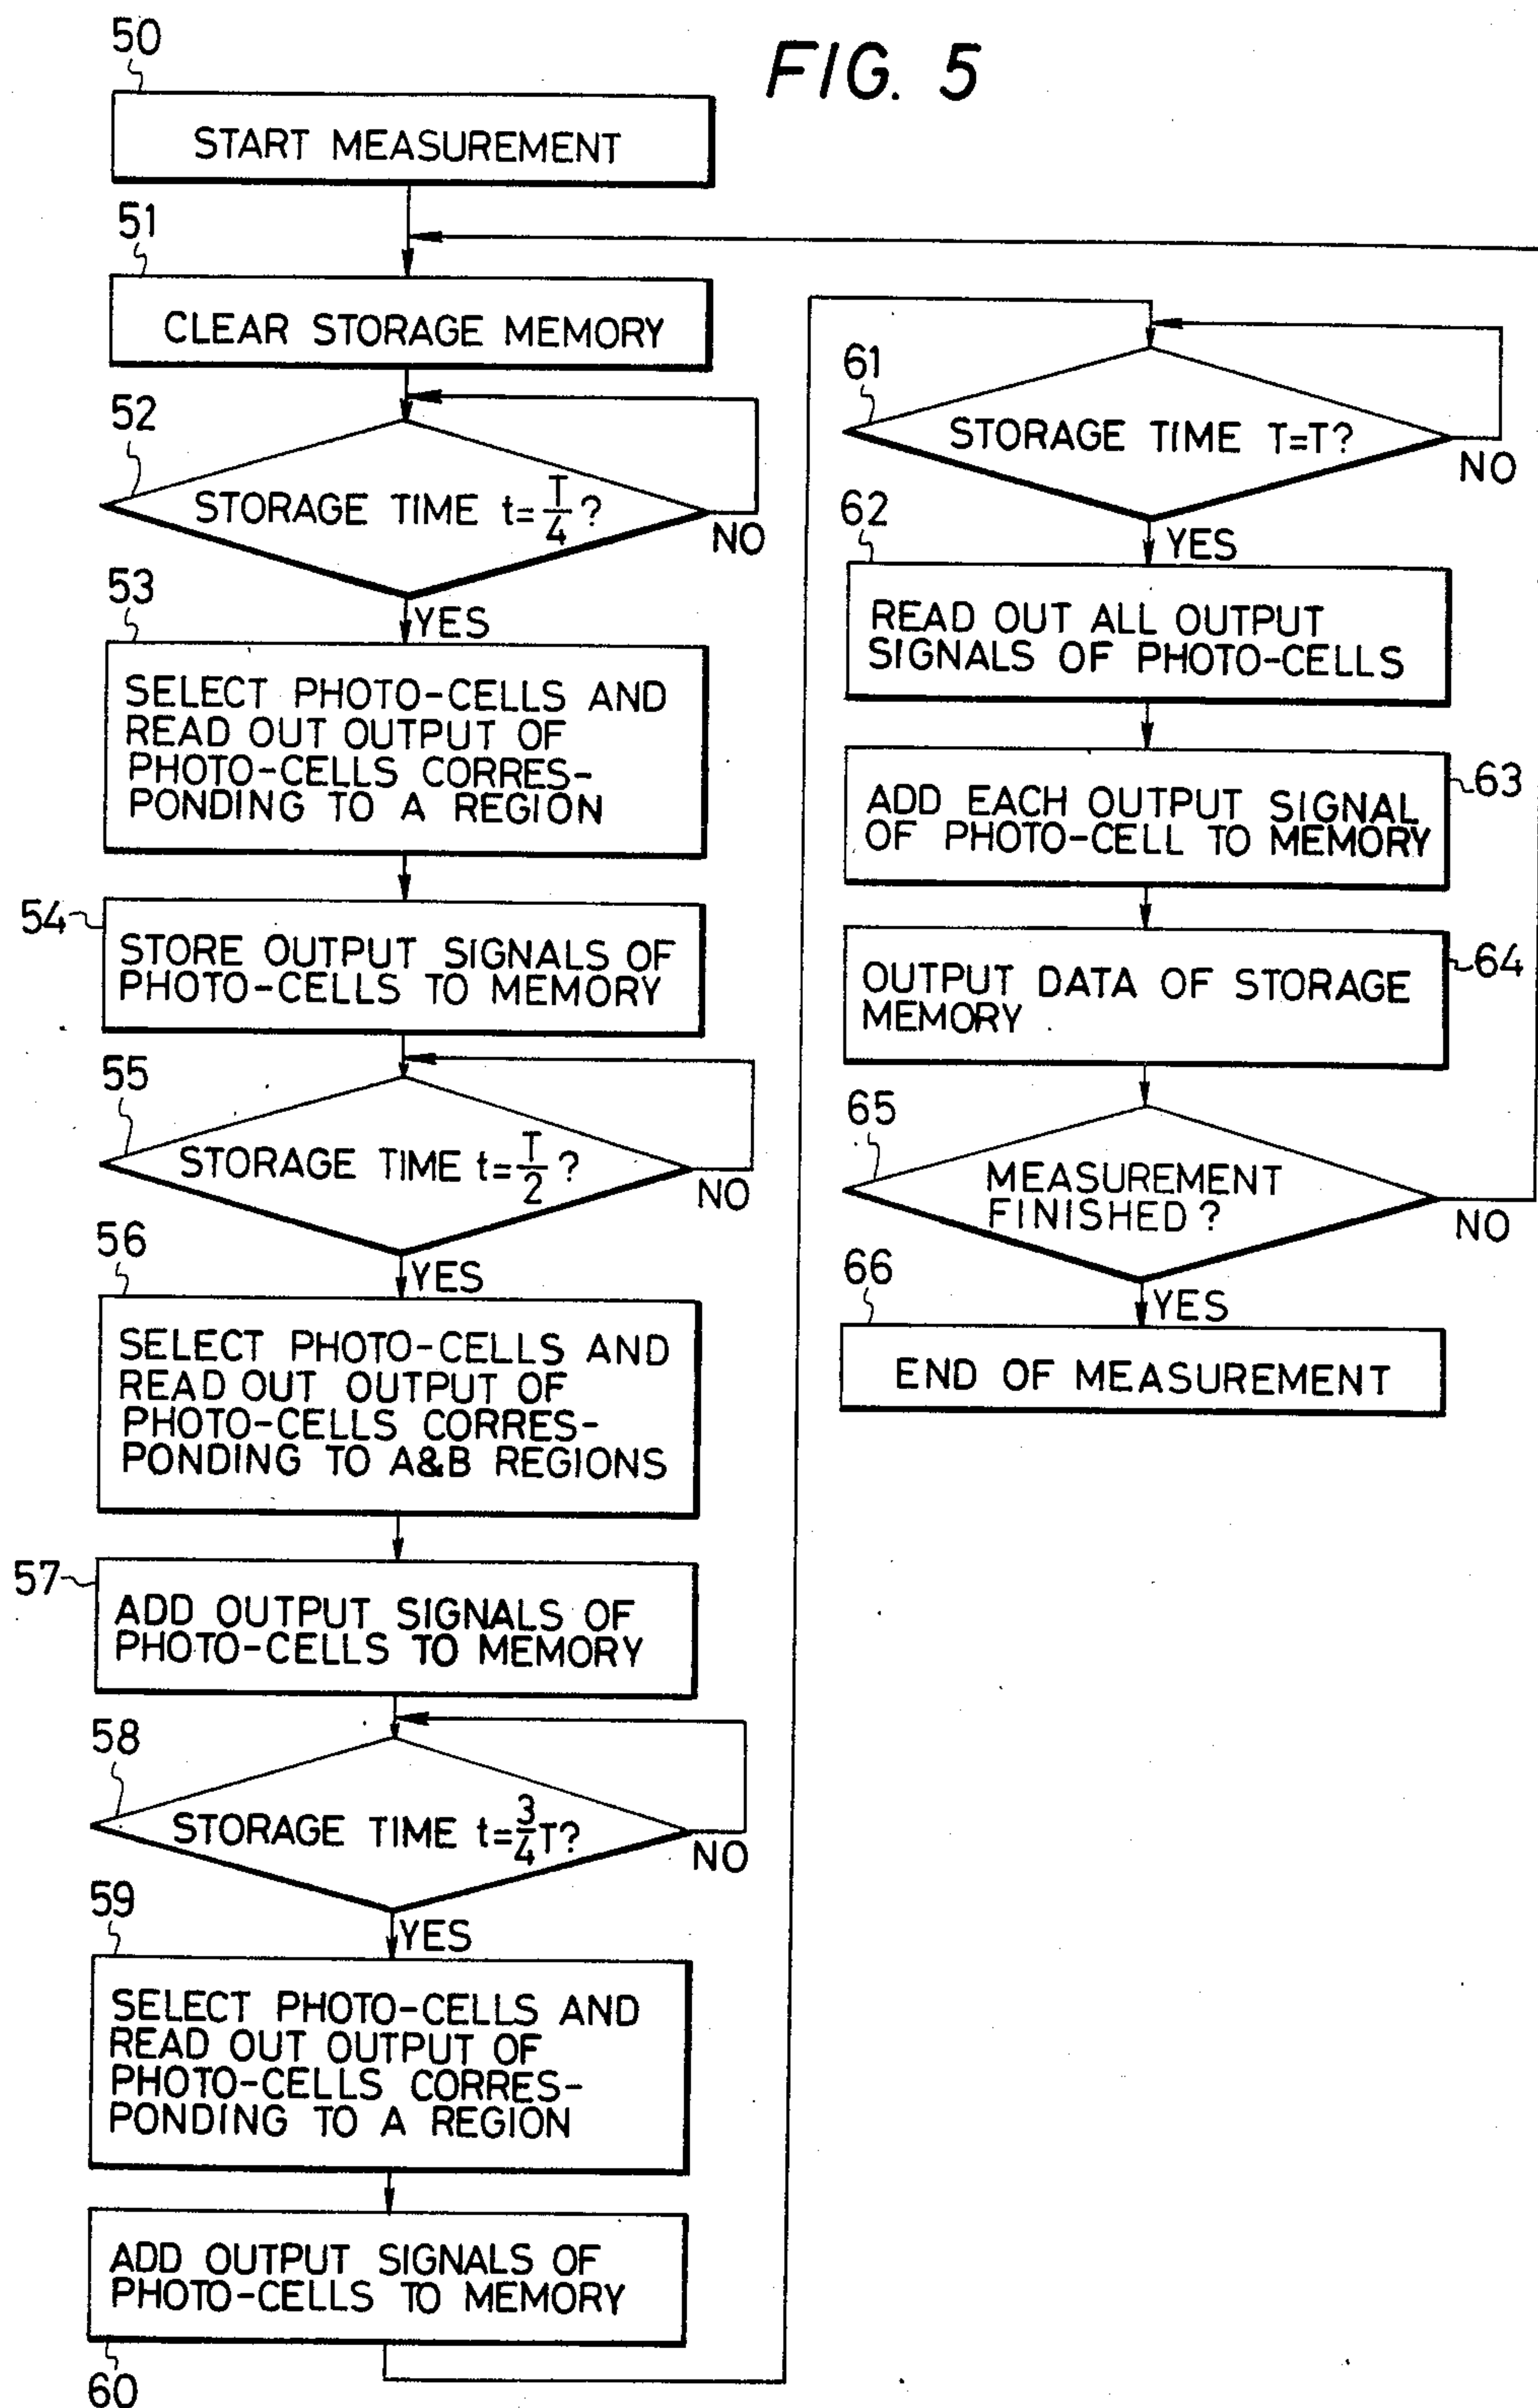 FIG. 5
50
START MEASUREMENT
51
CLEAR STORAGE MEMORY
52
STORAGE TIME t=T/4?
NO
YES
53
SELECT PHOTO-CELLS AND
READ OUT OUTPUT OF
PHOTO-CELLS CORRES-
PONDING TO A REGION
54
STORE OUTPUT SIGNALS OF
PHOTO-CELLS TO MEMORY
55
STORAGE TIME t=T/2?
NO
YES
56
SELECT PHOTO-CELLS AND
READ OUT OUTPUT OF
PHOTO-CELLS CORRES-
PONDING TO A&B REGIONS
57
ADD OUTPUT SIGNALS OF
PHOTO-CELLS TO MEMORY
58
STORAGE TIME t=3/4T?
NO
YES
59
SELECT PHOTO-CELLS AND
READ OUT OUTPUT OF
PHOTO-CELLS CORRES-
PONDING TO A REGION
ADD OUTPUT SIGNALS OF
PHOTO-CELLS TO MEMORY
60
61
STORAGE TIME T=T?
NO
YES
62
READ OUT ALL OUTPUT
SIGNALS OF PHOTO-CELLS
63
ADD EACH OUTPUT SIGNAL
OF PHOTO-CELL TO MEMORY
64
OUTPUT DATA OF STORAGE
MEMORY
65
MEASUREMENT
FINISHED?
NO
YES
66
END OF MEASUREMENT